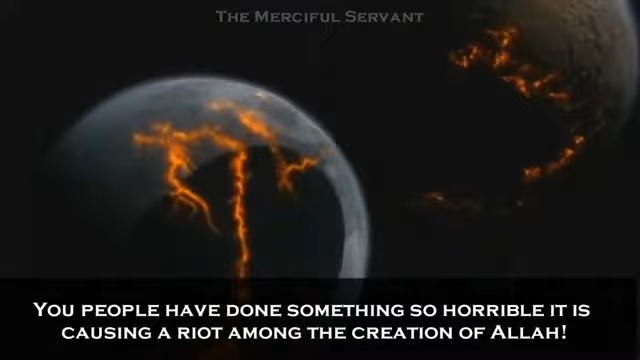 The Merciful Servant
You people have done something so horrible it is
causing a riot among the creation of Allah!